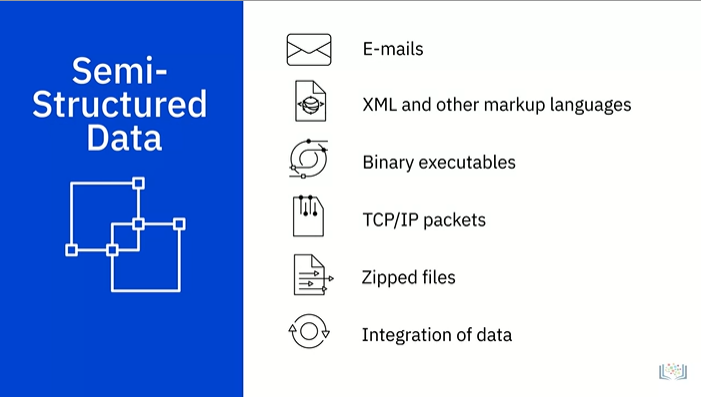 Semi-
Structured
Data
E-mails
XML and other markup languages
Binary executables
TCP/IP packets
Zipped files
Integration of data